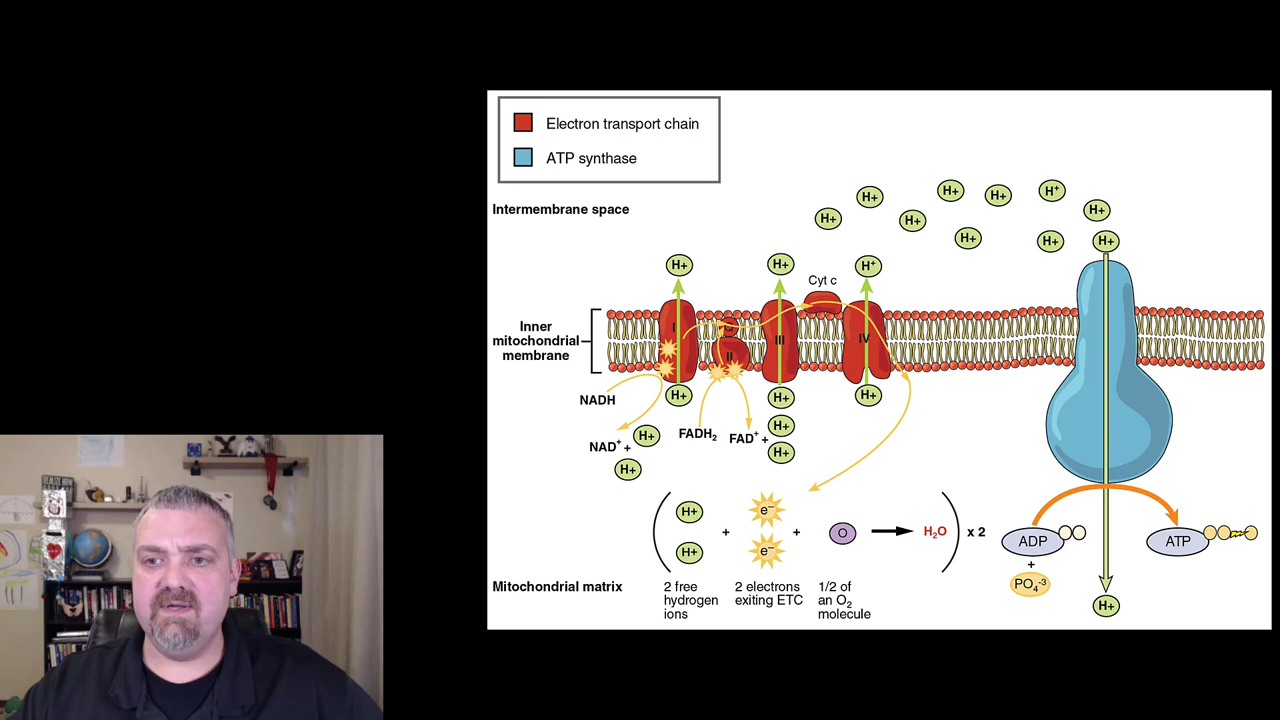 Electron transport chain
ATP synthase
Intermembrane space
H+
H+
H+
H+
H+
H+
H+
H+
H+
H+
H+
H+
H+
H+
Cyt c
Inner
mitochondrial
membrane
I
Q
II
III
IV
NADH
H+
H+
H+
NAD+ +
H+
H+
FADH2
FAD+ +
H+
H+
H+
H+
+
e−
e−
+
O
H2O
x 2
ADP
+
PO4-3
ATP
H+
Mitochondrial matrix
2 free
hydrogen
ions
2 electrons
exiting ETC
1/2 of
an O2
molecule